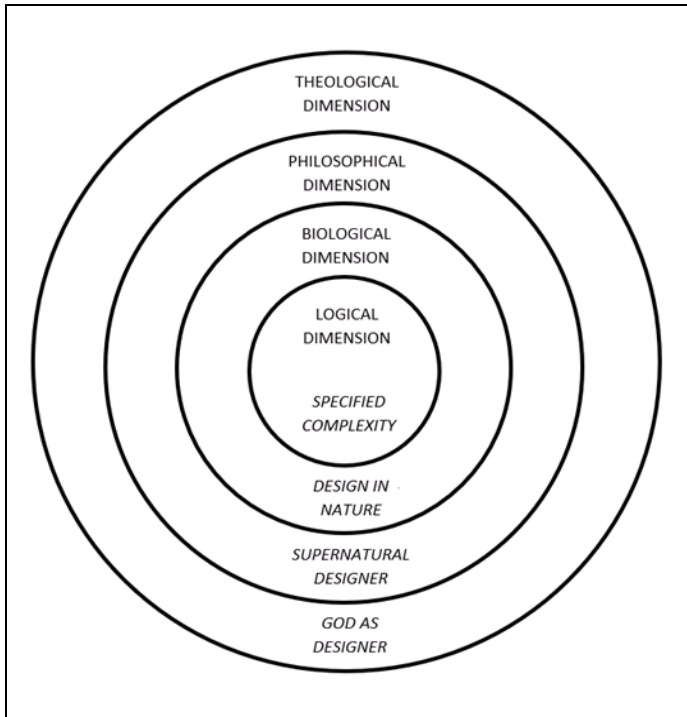 THEOLOGICAL
DIMENSION
PHILOSOPHICAL
DIMENSION
BIOLOGICAL
DIMENSION
LOGICAL
DIMENSION
SPECIFIED
COMPLEXITY
DESIGN IN
NATURE
SUPERNATURAL
DESIGNER
GOD AS
DESIGNER